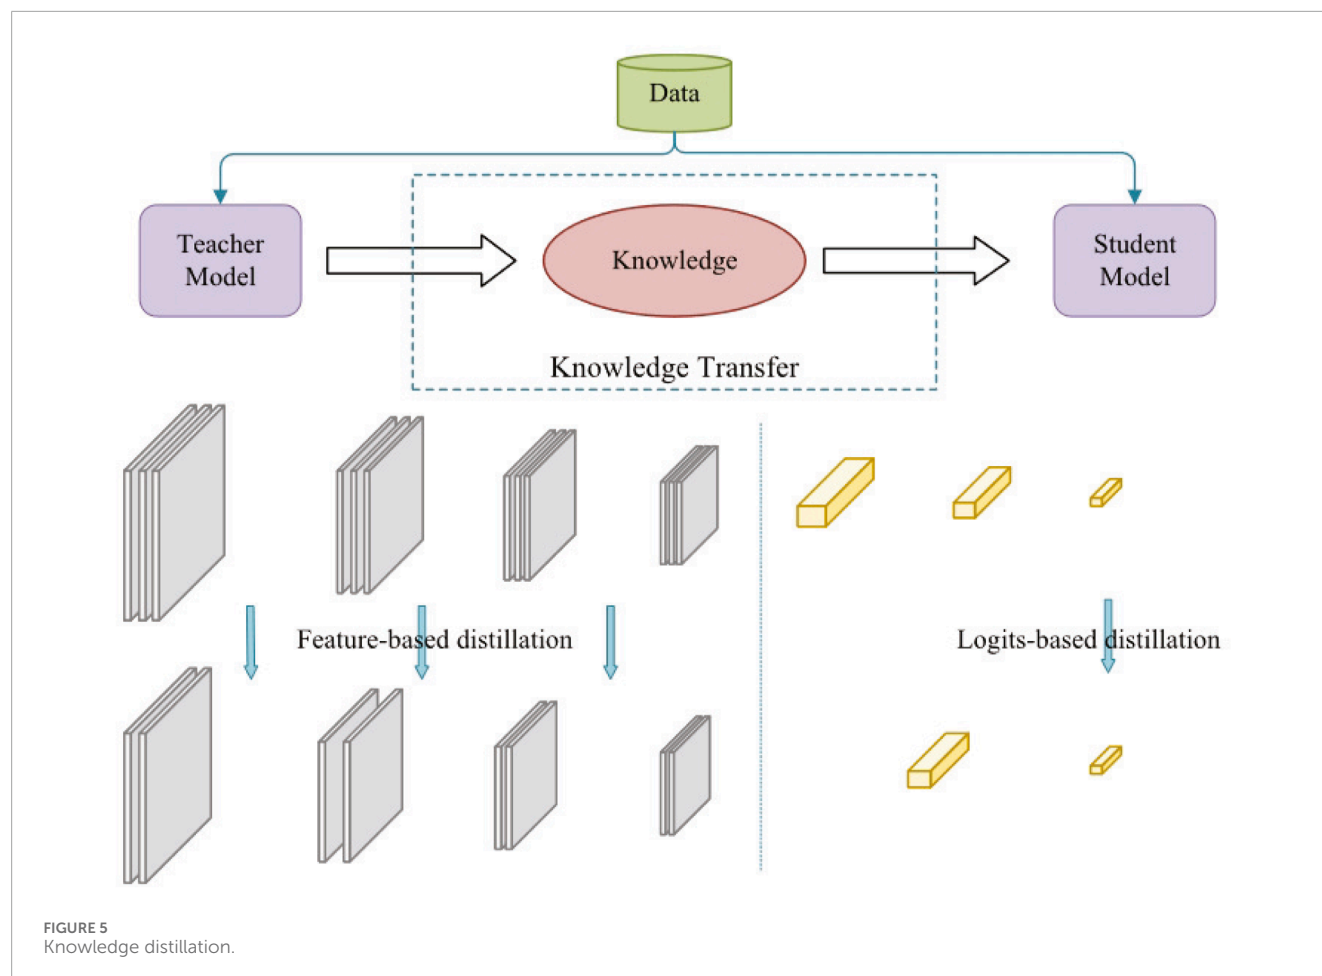 Data
Teacher
Model
Knowledge
Student
Model
Knowledge Transfer
Feature-based distillation
Logits-based distillation
FIGURE 5
Knowledge distillation.